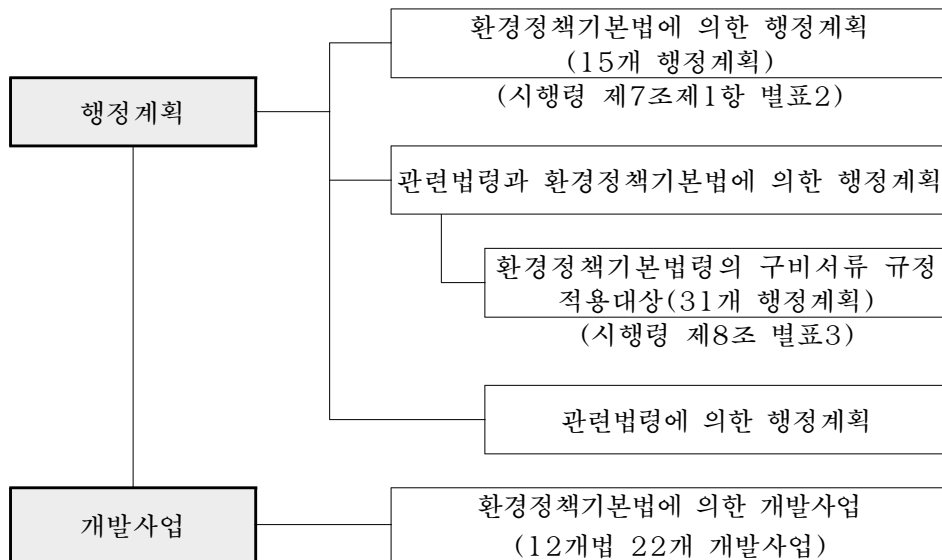 환경정책기본법에 의한 행정계획
(15개 행정계획)
(시행령 제7조제1항 별표2)
행정계획
관련법령과 환경정책기본법에 의한 행정계획
환경정책기본법령의 구비서류 규정
적용대상(31개 행정계획)
(시행령 제8조 별표3)
관련법령에 의한 행정계획
개발사업
환경정책기본법에 의한 개발사업
(12개법 22개 개발사업)